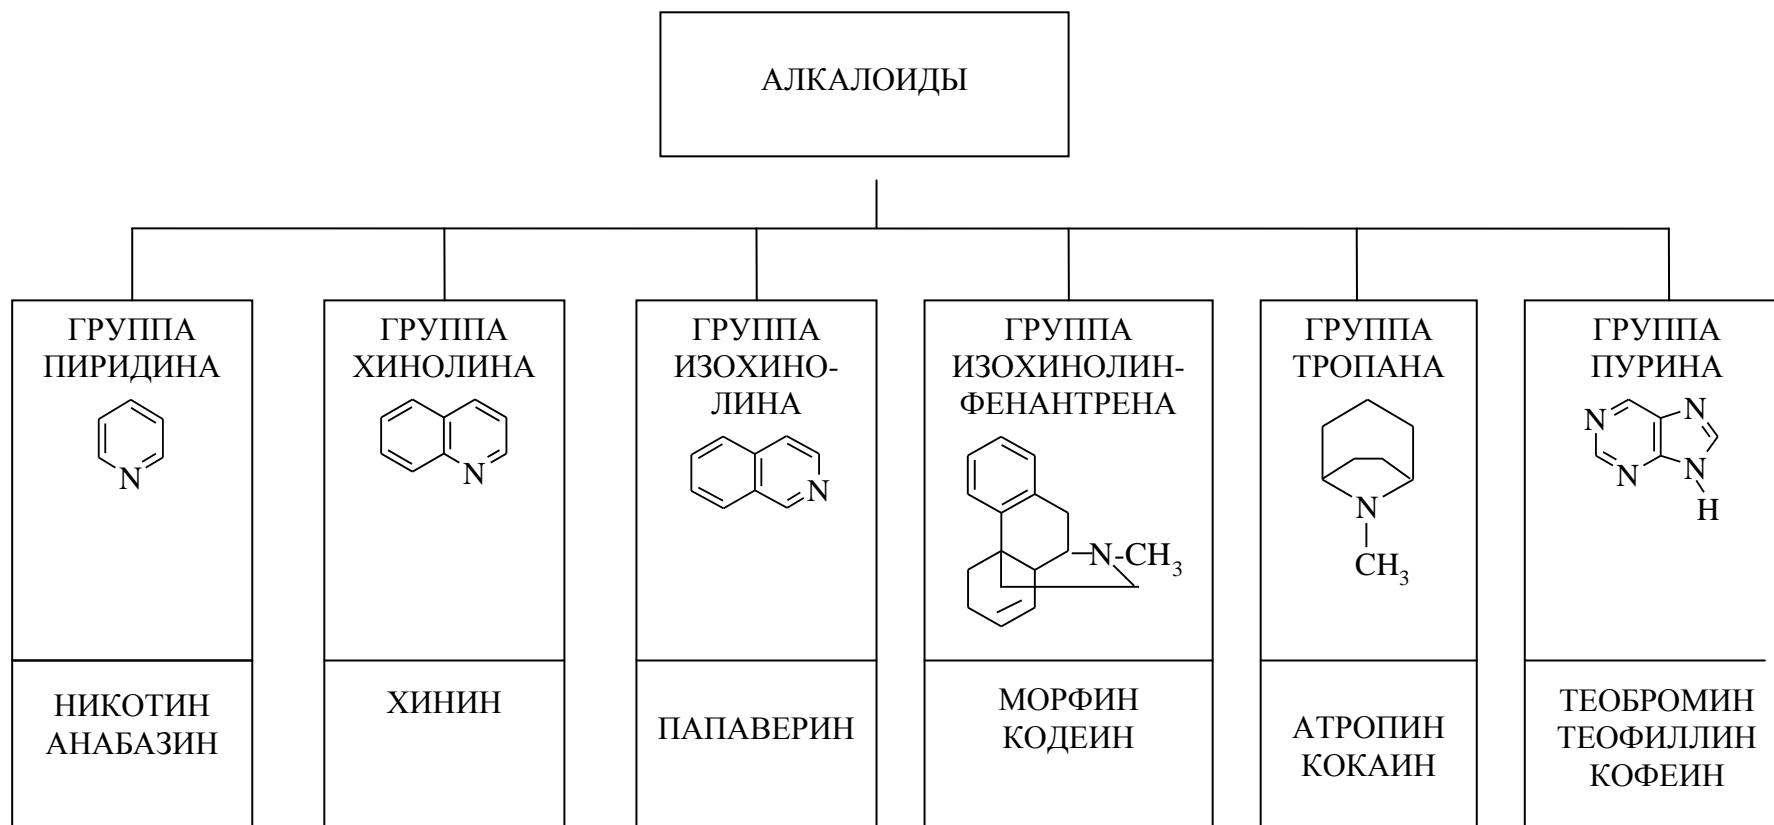 АЛКАЛОИДЫ
ГРУППА
ПИРИДИНА
N
НИКОТИН
АНАБАЗИН
ГРУППА
ХИНОЛИНА
N
ХИНИН
ГРУППА
ИЗОХИНО-
ЛИНА
N
ПАПАВЕРИН
ГРУППА
ИЗОХИНОЛИН-
ФЕНАНТРЕНА
N-CH₃
МОРФИН
КОДЕИН
ГРУППА
ТРОПАНА
N
CH₃
АТРОПИН
КОКАИН
ГРУППА
ПУРИНА
N N
N N
H
ТЕОБРОМИН
ТЕОФИЛЛИН
КОФЕИН